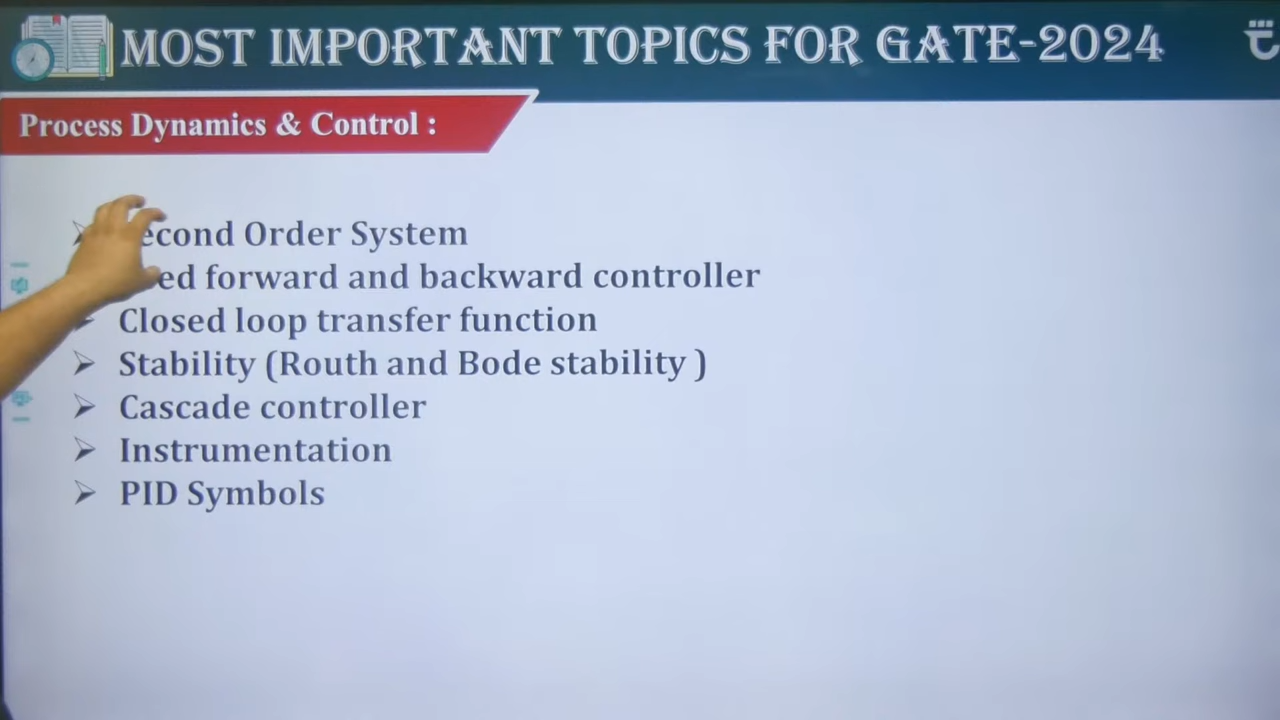 MOST IMPORTANT TOPICS FOR GATE-2024
Process Dynamics & Control :
econd Order System
ed forward and backward controller
Closed loop transfer function
Stability (Routh and Bode stability )
Cascade controller
Instrumentation
PID Symbols